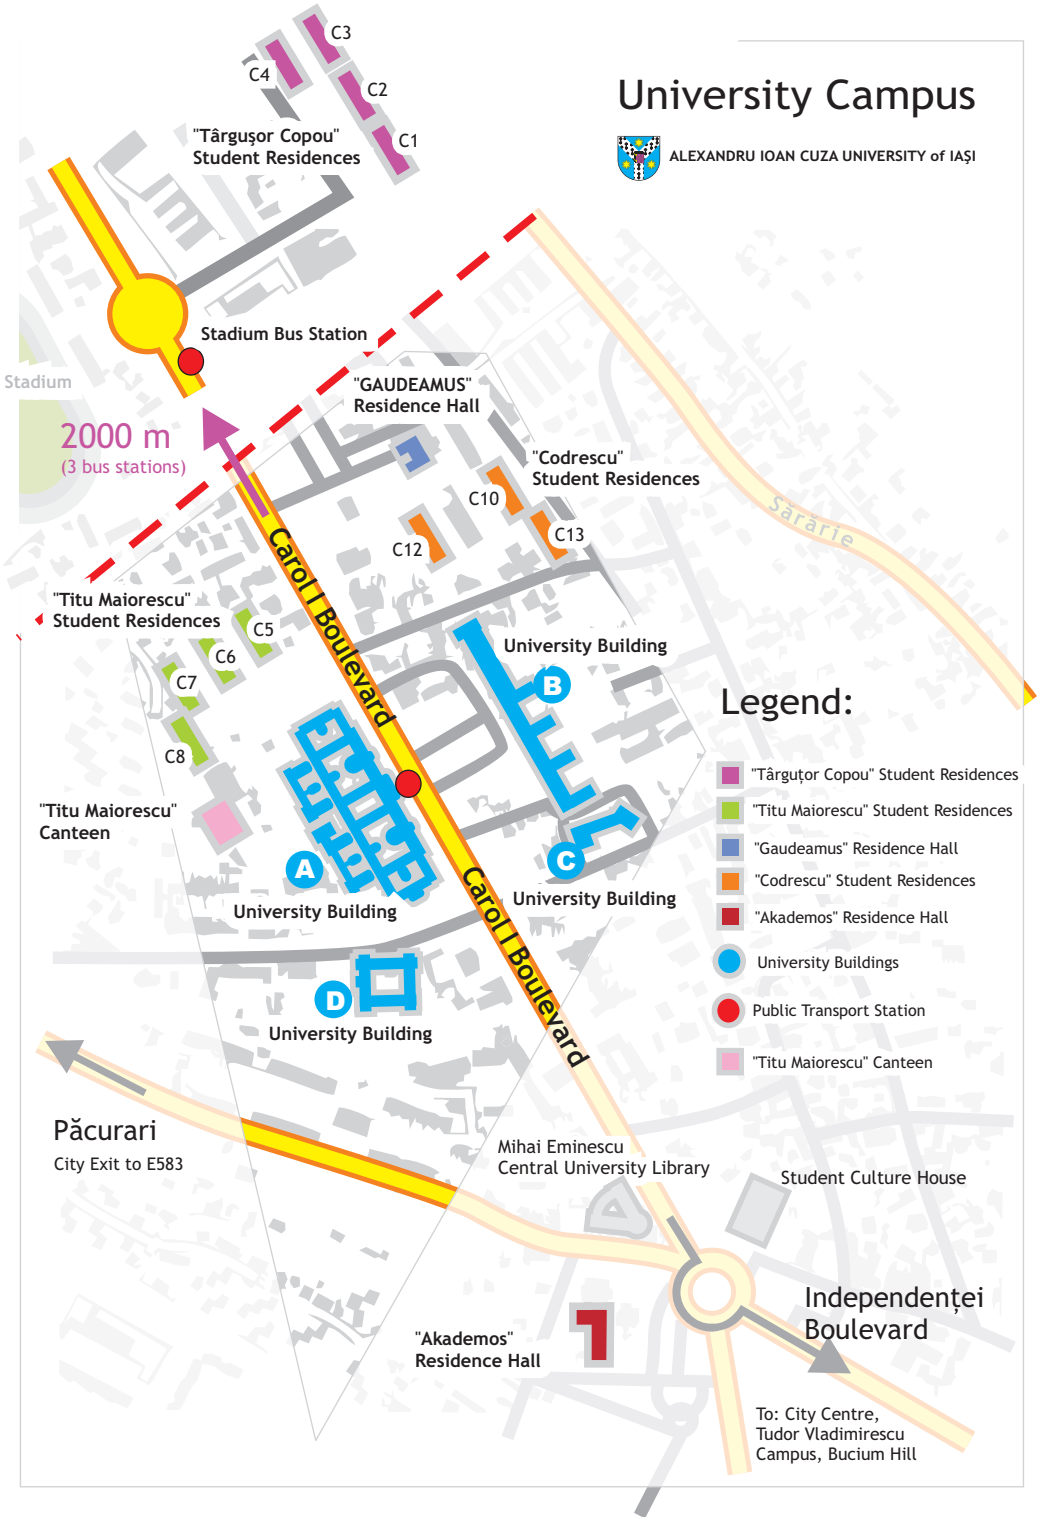 University Campus
ALEXANDRU IOAN CUZA UNIVERSITY of IAŞI
C3
C4
C2
C1
"Târguşor Copou"
Student Residences
Stadium Bus Station
Stadium
2000 m
(3 bus stations)
"GAUDEAMUS"
Residence Hall
"Codrescu"
Student Residences
C10
C13
C12
Sărărie
Carol I Boulevard
"Titu Maiorescu"
Student Residences
C5
C6
C7
C8
University Building
B
"Titu Maiorescu"
Canteen
A
University Building
C
University Building
Carol I Boulevard
D
University Building
Legend:
"Târguțor Copou" Student Residences
"Titu Maiorescu" Student Residences
"Gaudeamus" Residence Hall
"Codrescu" Student Residences
"Akademos" Residence Hall
University Buildings
Public Transport Station
"Titu Maiorescu" Canteen
Păcurari
City Exit to E583
Mihai Eminescu
Central University Library
Student Culture House
Independenței
Boulevard
"Akademos"
Residence Hall
To: City Centre,
Tudor Vladimirescu
Campus, Bucium Hill